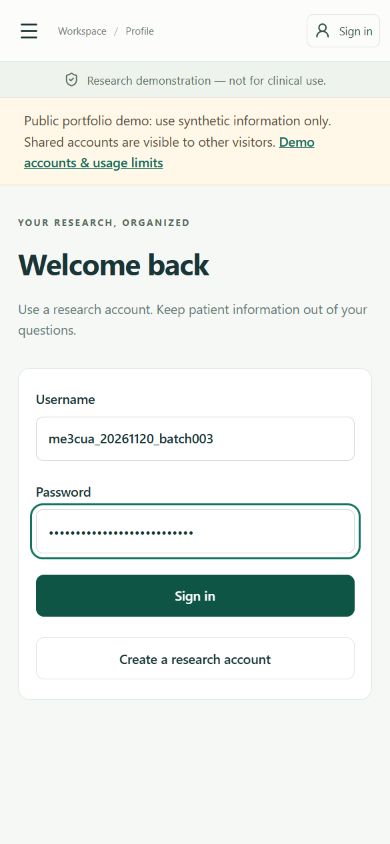 Workspace / Profile
Sign in
Research demonstration — not for clinical use.
Public portfolio demo: use synthetic information only.
Shared accounts are visible to other visitors. Demo
accounts & usage limits
YOUR RESEARCH, ORGANIZED
Welcome back
Use a research account. Keep patient information out of your
questions.
Username
me3cua_20261120_batch003
Password
••••••••••••••••••••••••••
Sign in
Create a research account